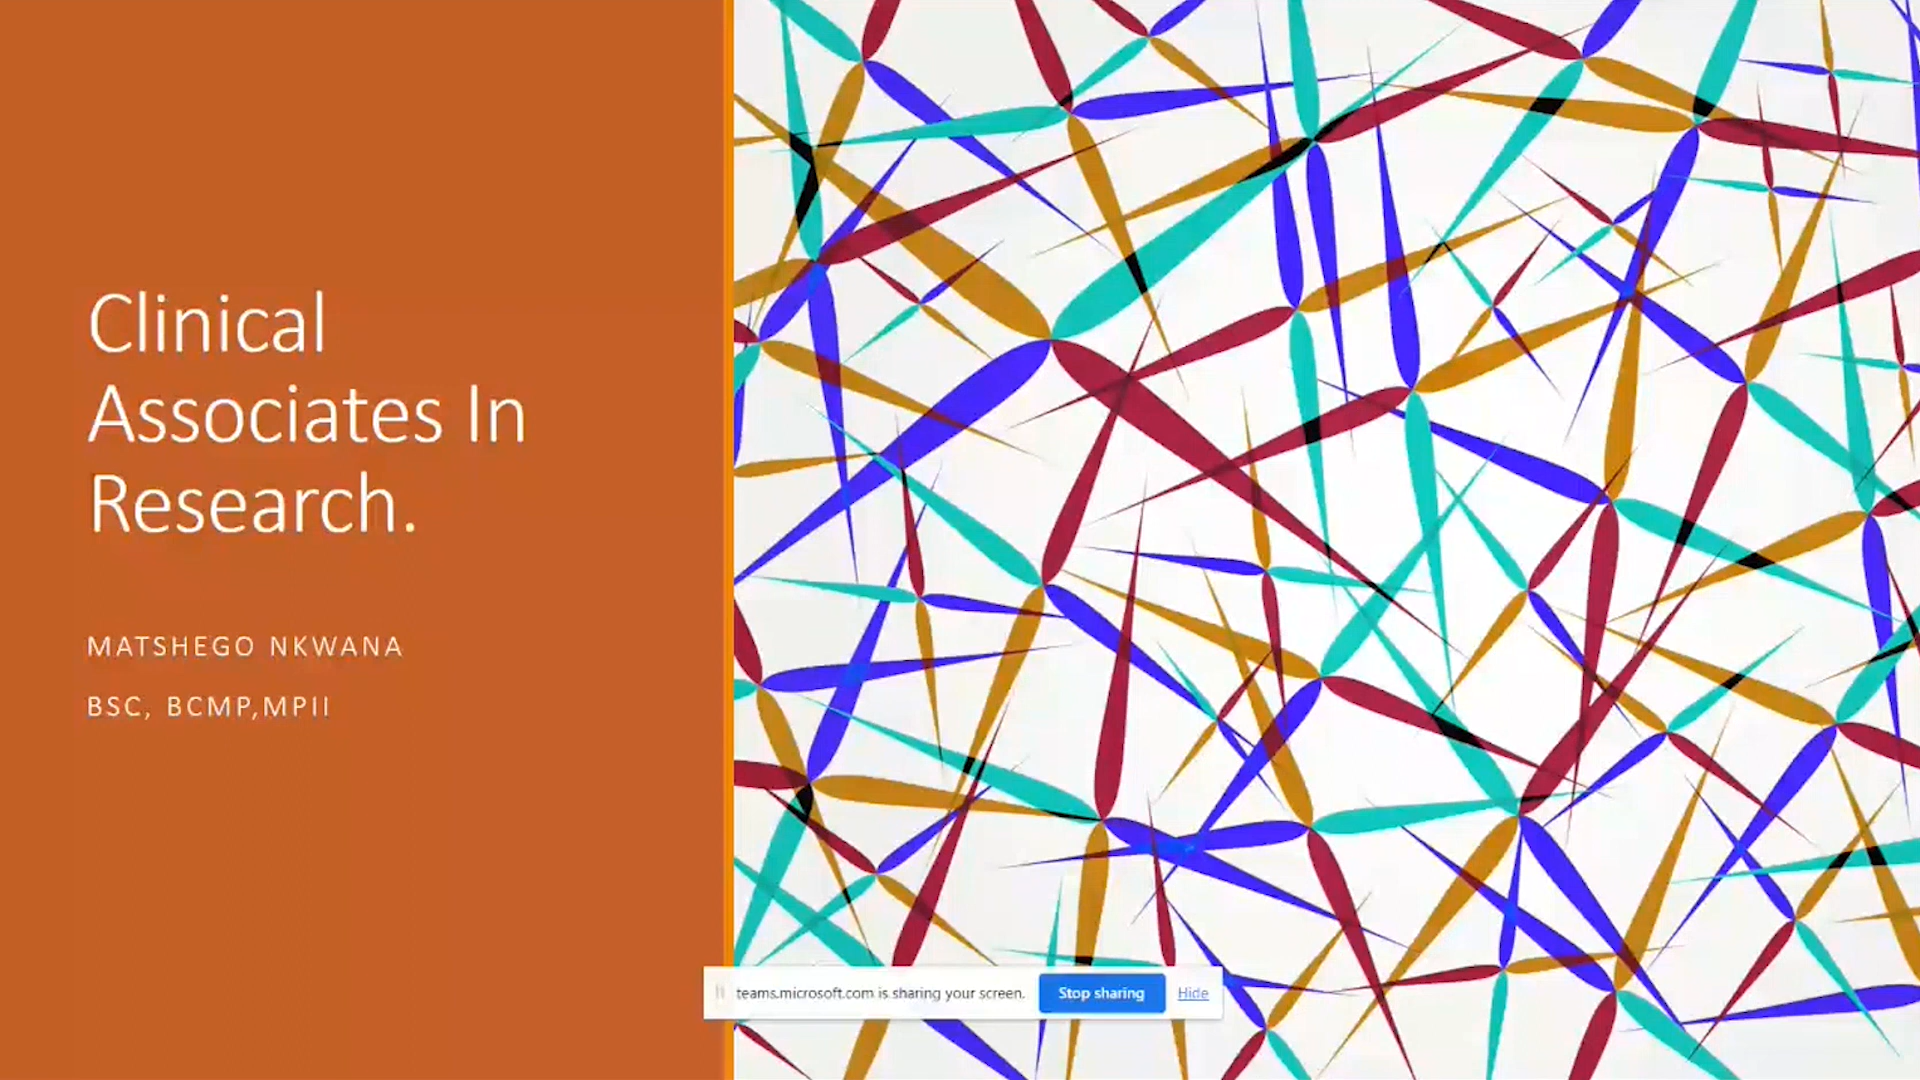 Clinical
Associates In
Research.
MATSHEGO NKWANA
BSC, BCMP,MPII
teams.microsoft.com is sharing your screen.
Stop sharing
Hide